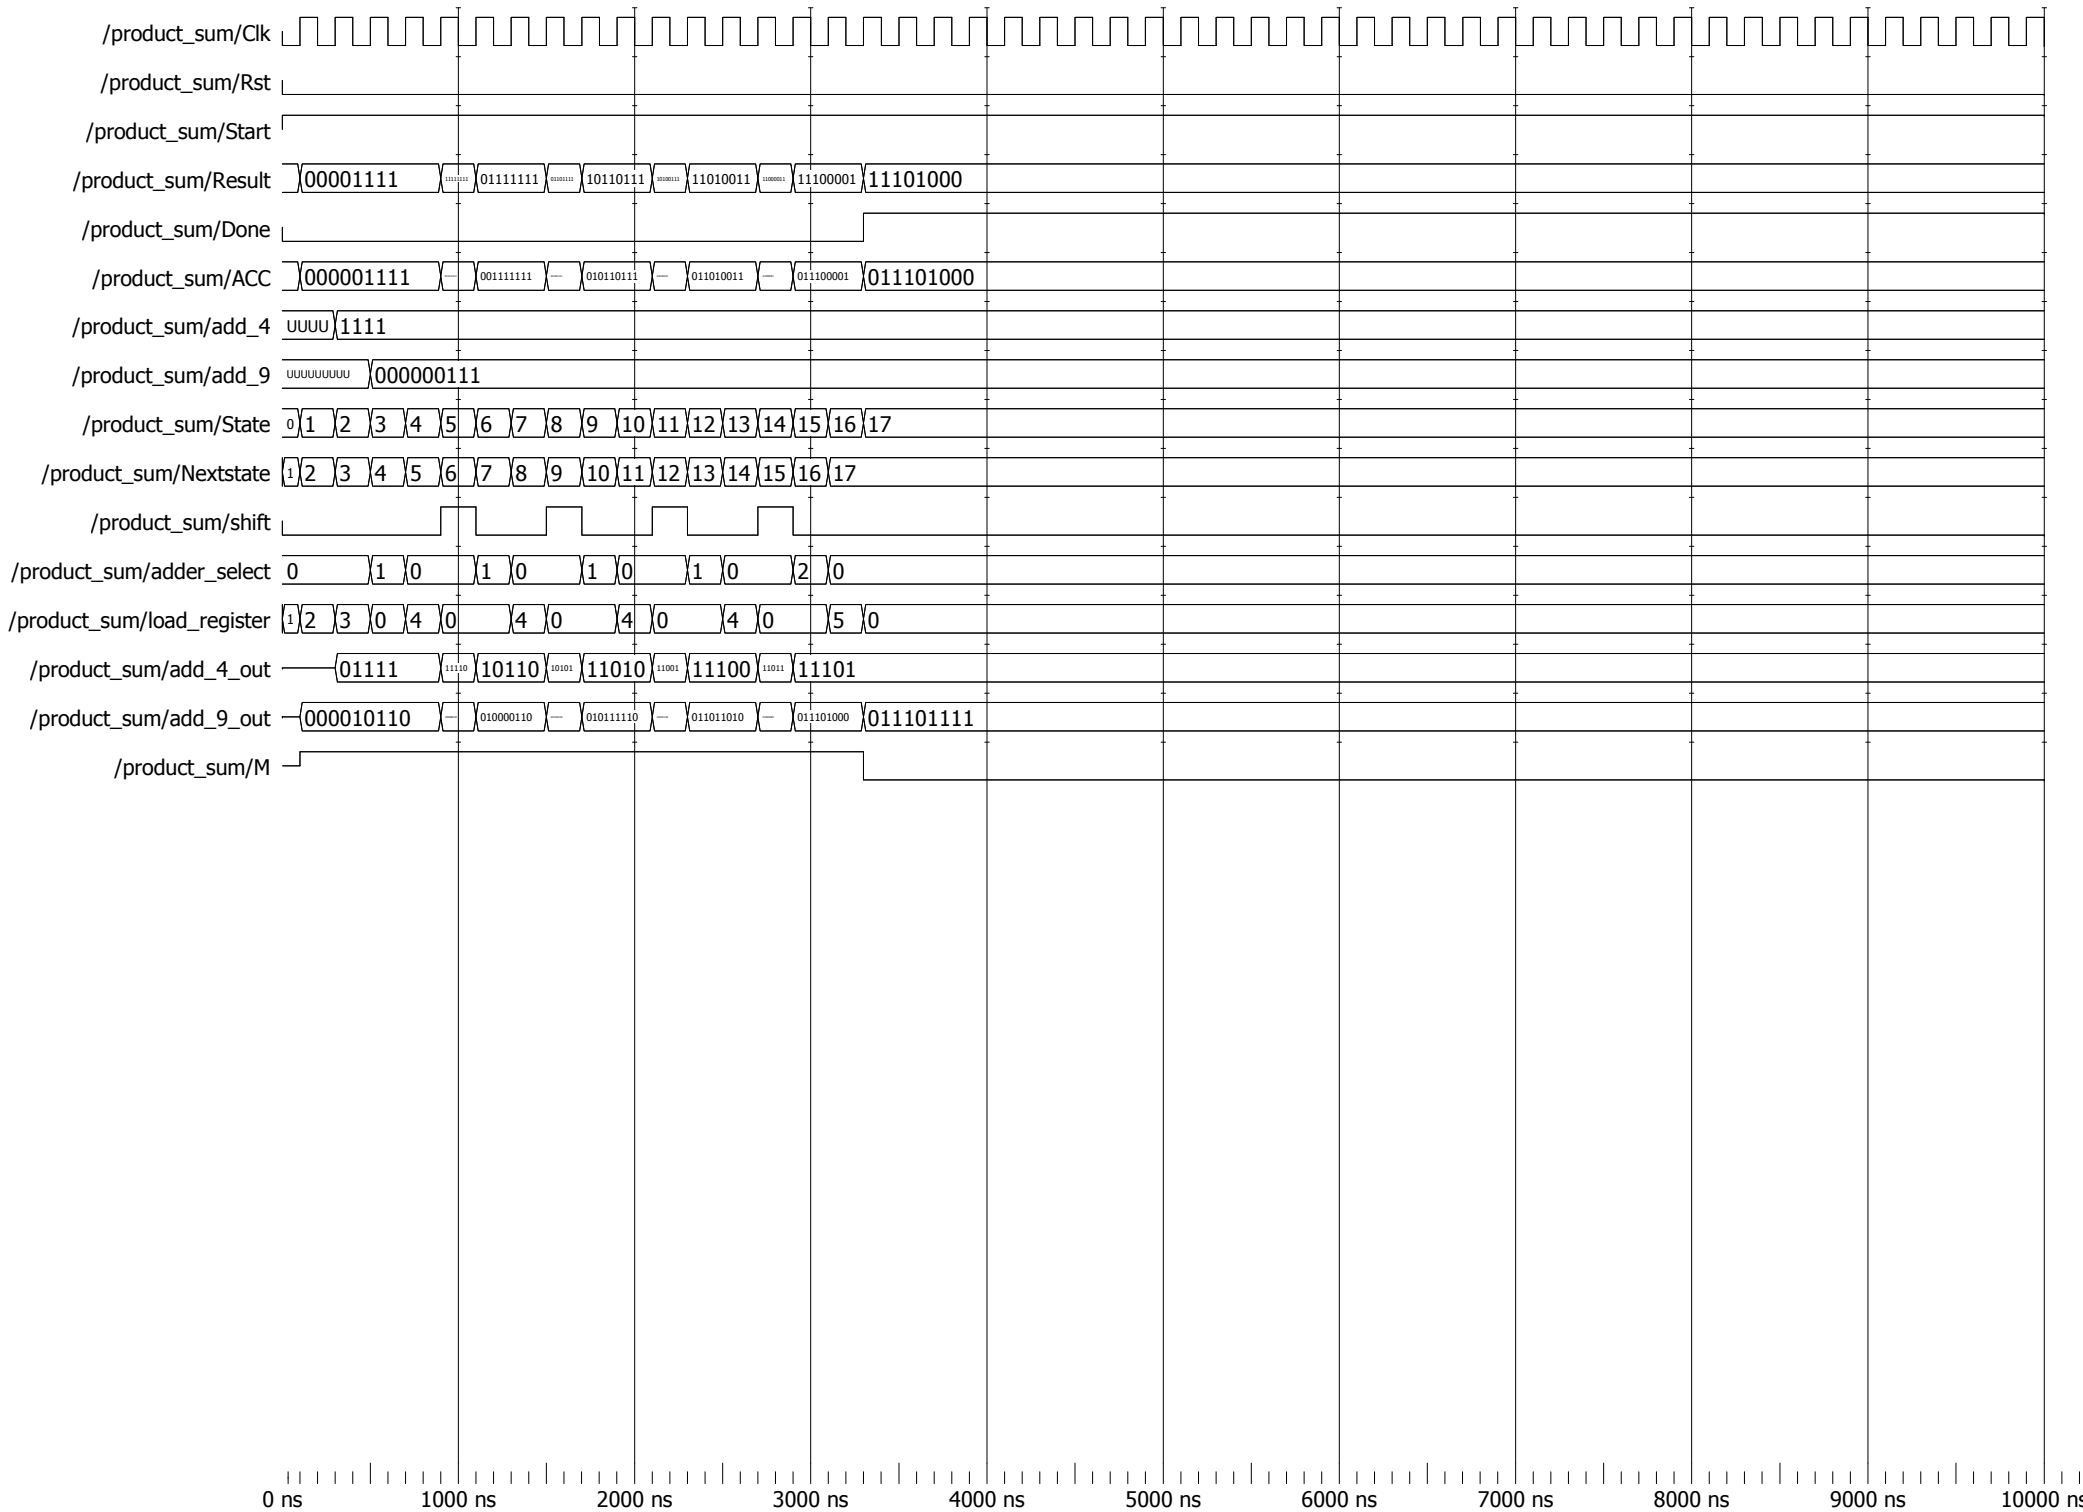 /product_sum/Clk
/product_sum/Rst
/product_sum/Start
/product_sum/Result 00001111 11111111 01111111 01101111 10110111 10100111 11010011 11000011 11100001 11101000
/product_sum/Done
/product_sum/ACC 000001111 001111111 010110111 011010011 011100001 011101000
/product_sum/add_4 UUUU 1111
/product_sum/add_9 UUUUUUUUU 000000111
/product_sum/State 0 1 2 3 4 5 6 7 8 9 10 11 12 13 14 15 16 17
/product_sum/Nextstate 1 2 3 4 5 6 7 8 9 10 11 12 13 14 15 16 17
/product_sum/shift
/product_sum/adder_select 0 1 0 1 0 1 0 1 0 2 0
/product_sum/load_register 1 2 3 0 4 0 4 0 4 0 4 0 5 0
/product_sum/add_4_out 01111 11110 10110 10101 11010 11001 11100 11011 11101
/product_sum/add_9_out 000010110 010000110 010111110 011011010 011101000 011101111
/product_sum/M
0 ns 1000 ns 2000 ns 3000 ns 4000 ns 5000 ns 6000 ns 7000 ns 8000 ns 9000 ns 10000 ns